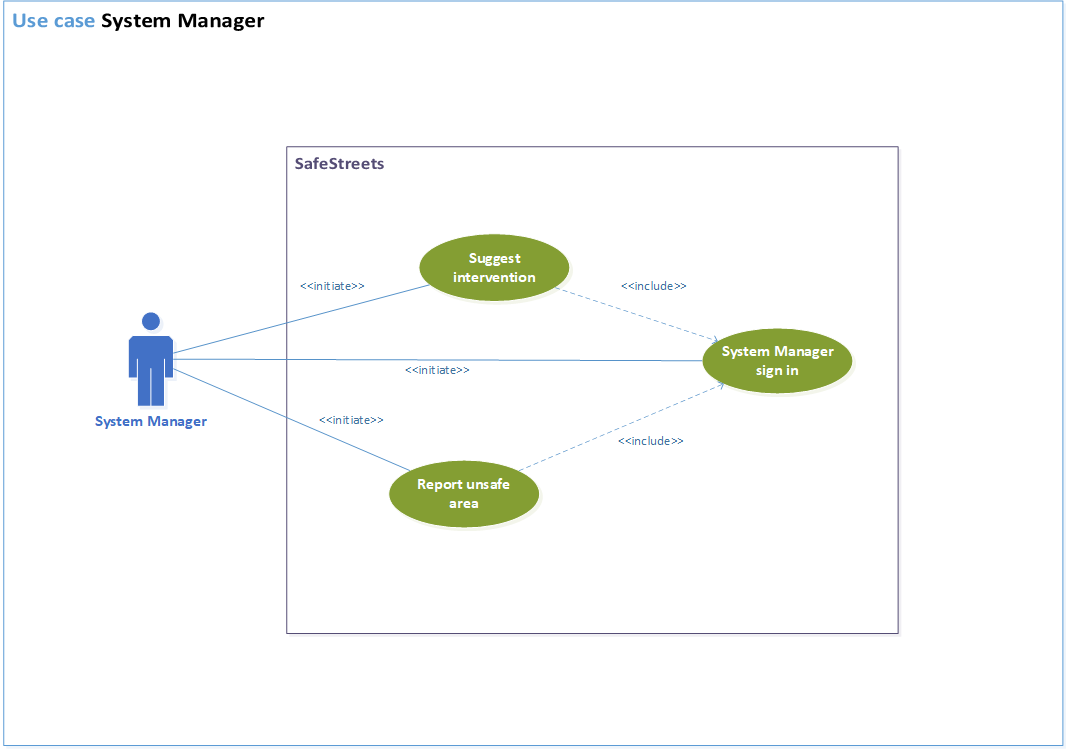 Use case System Manager
SafeStreets
Suggest
intervention
<<initiate>>
<<include>>
System Manager
sign in
<<initiate>>
System Manager
<<initiate>>
<<include>>
Report unsafe
area